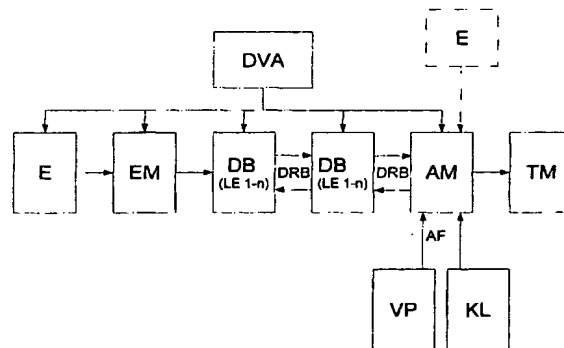 E
DVA
E
EM
DB
(LE 1-n)
DRB
DB
(LE 1-n)
DRB
AM
TM
AF
VP
KL